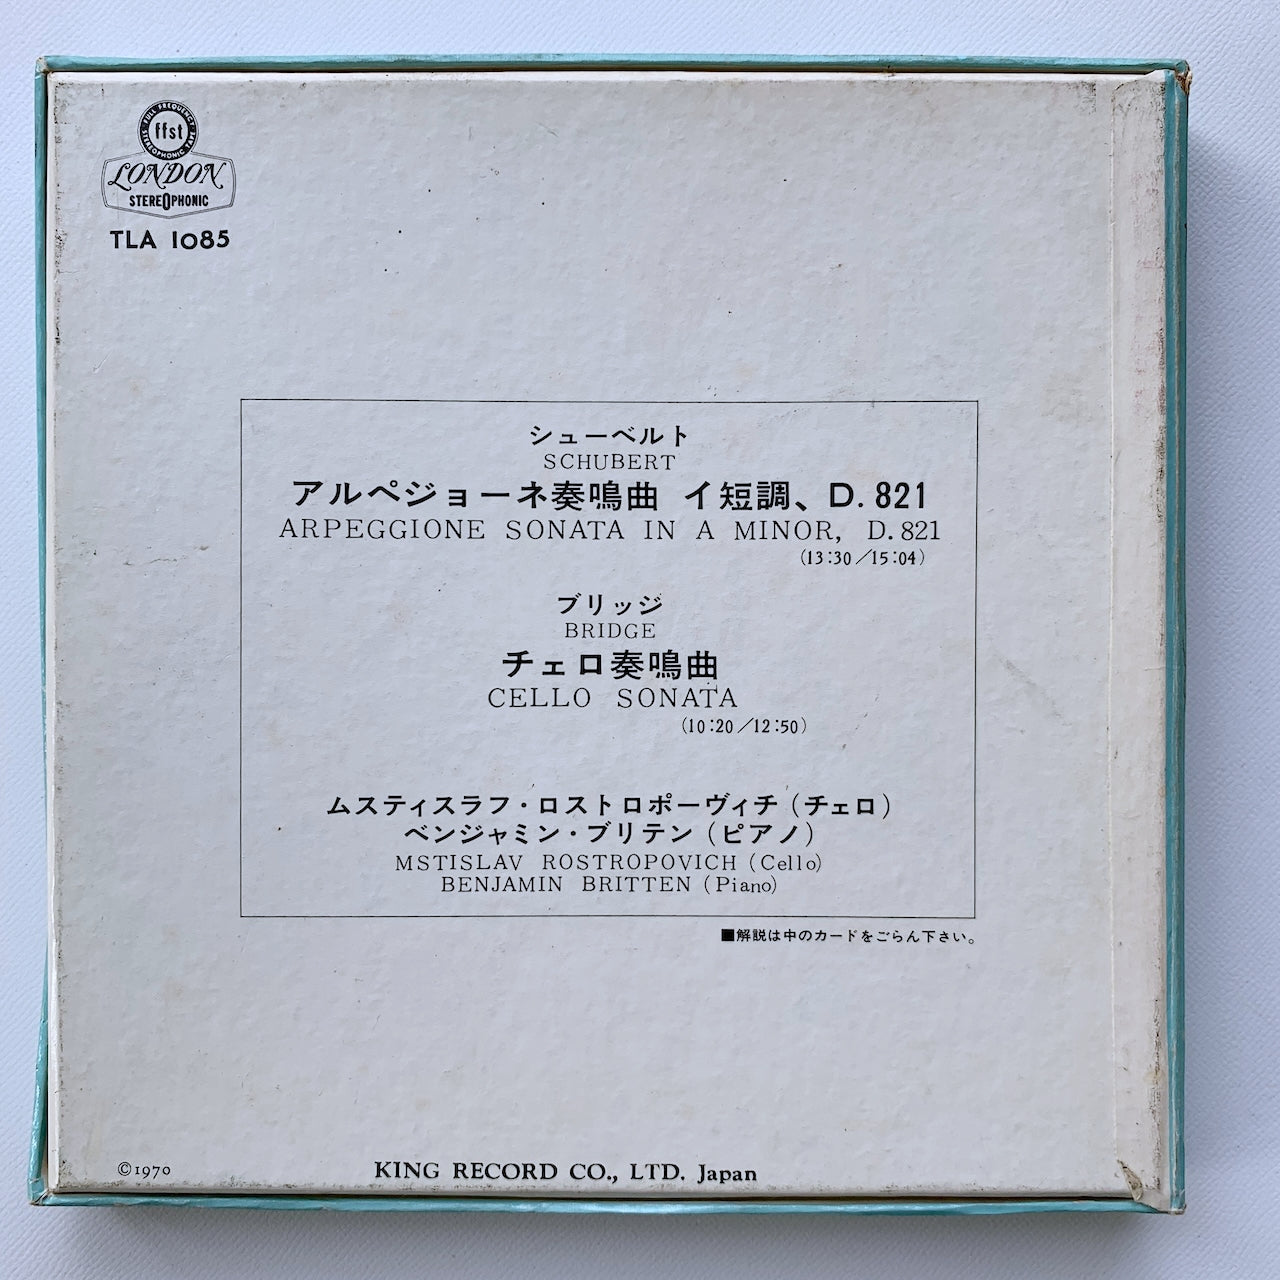 FULL FREQUENCY
ffst
STEREOPHONIC TAPE
LONDON
STEREOPHONIC
TLA 1085
シューベルト
SCHUBERT
アルペジョーネ奏鳴曲 イ短調、D. 821
ARPEGGIONE SONATA IN A MINOR, D. 821
(13:30／15:04)
ブリッジ
BRIDGE
チェロ奏鳴曲
CELLO SONATA
(10:20／12:50)
ムスティスラフ・ロストロポーヴィチ (チェロ)
ベンジャミン・ブリテン (ピアノ)
MSTISLAV ROSTROPOVICH (Cello)
BENJAMIN BRITTEN (Piano)
■解説は中のカードをごらん下さい。
©1970
KING RECORD CO., LTD. Japan